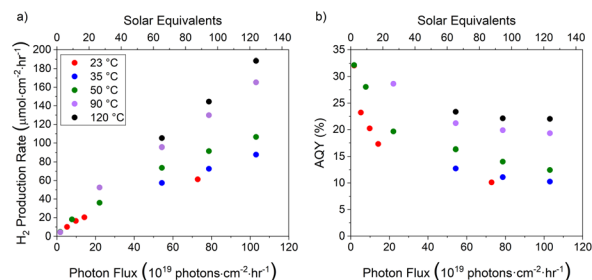 a)
Solar Equivalents
0 20 40 60 80 100 120 140
200
180
160
140
120
100
80
60
40
20
0
H₂ Production Rate (μmol·cm⁻²·hr⁻¹)
23 °C
35 °C
50 °C
90 °C
120 °C
0 20 40 60 80 100 120
Photon Flux (10¹⁹ photons·cm⁻²·hr⁻¹)
b)
Solar Equivalents
0 20 40 60 80 100 120 140
35
30
25
20
15
10
5
0
AQY (%)
0 20 40 60 80 100 120
Photon Flux (10¹⁹ photons·cm⁻²·hr⁻¹)